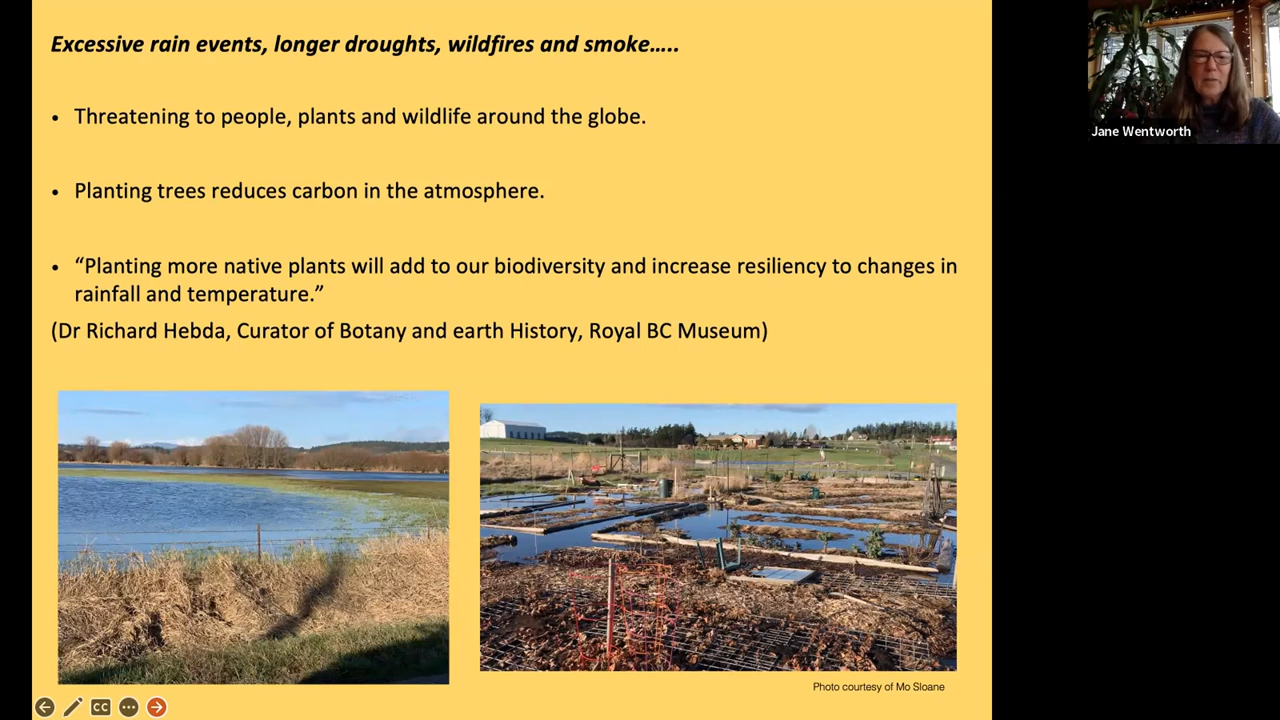 Excessive rain events, longer droughts, wildfires and smoke…..
• Threatening to people, plants and wildlife around the globe.
• Planting trees reduces carbon in the atmosphere.
• “Planting more native plants will add to our biodiversity and increase resiliency to changes in
rainfall and temperature.”
(Dr Richard Hebda, Curator of Botany and earth History, Royal BC Museum)
Photo courtesy of Mo Sloane
CC
Jane Wentworth